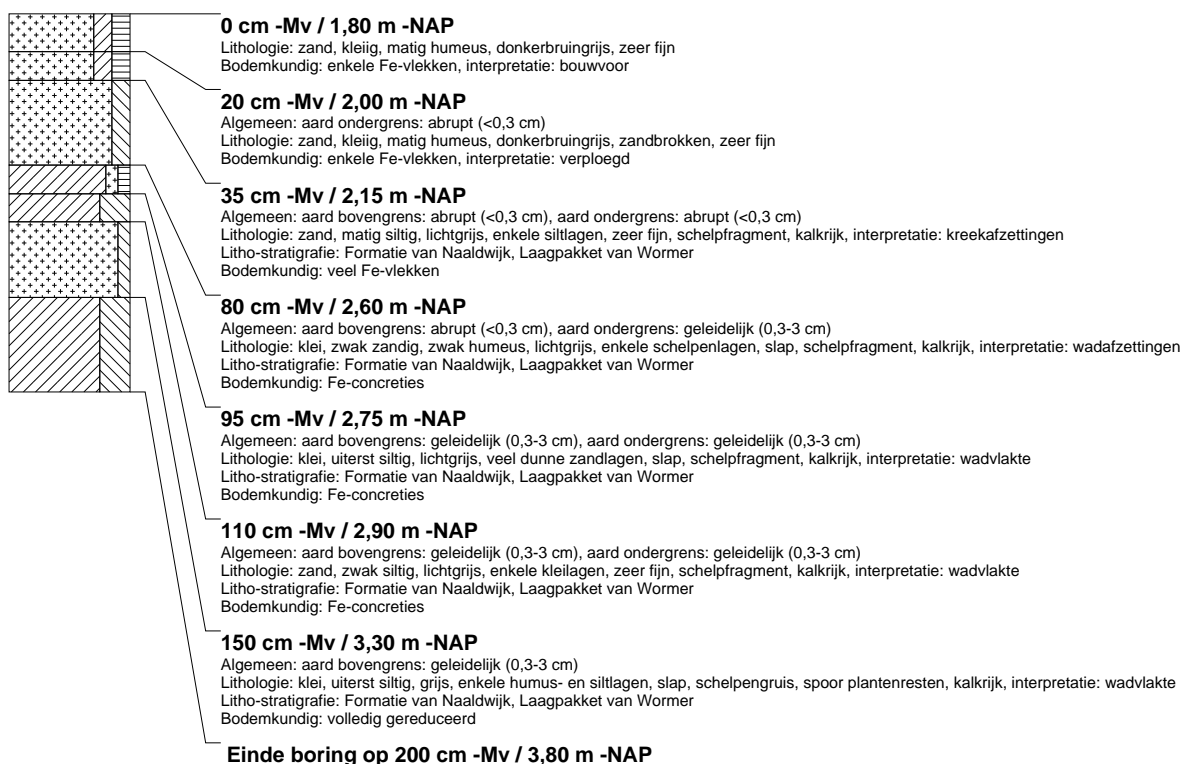 0 cm -Mv / 1,80 m -NAP
Lithologie: zand, kleiig, matig humeus, donkerbruingrijs, zeer fijn
Bodemkundig: enkele Fe-vlekken, interpretatie: bouwvoor
20 cm -Mv / 2,00 m -NAP
Algemeen: aard ondergrens: abrupt (<0,3 cm)
Lithologie: zand, kleiig, matig humeus, donkerbruingrijs, zandbrokken, zeer fijn
Bodemkundig: enkele Fe-vlekken, interpretatie: verploegd
35 cm -Mv / 2,15 m -NAP
Algemeen: aard bovengrens: abrupt (<0,3 cm), aard ondergrens: abrupt (<0,3 cm)
Lithologie: zand, matig siltig, lichtgrijs, enkele siltlagen, zeer fijn, schelpfragment, kalkrijk, interpretatie: kreekafzettingen
Litho-stratigrafie: Formatie van Naaldwijk, Laagpakket van Wormer
Bodemkundig: veel Fe-vlekken
80 cm -Mv / 2,60 m -NAP
Algemeen: aard bovengrens: abrupt (<0,3 cm), aard ondergrens: geleidelijk (0,3-3 cm)
Lithologie: klei, zwak zandig, zwak humeus, lichtgrijs, enkele schelpenlagen, slap, schelpfragment, kalkrijk, interpretatie: wadafzettingen
Litho-stratigrafie: Formatie van Naaldwijk, Laagpakket van Wormer
Bodemkundig: Fe-concreties
95 cm -Mv / 2,75 m -NAP
Algemeen: aard bovengrens: geleidelijk (0,3-3 cm), aard ondergrens: geleidelijk (0,3-3 cm)
Lithologie: klei, uiterst siltig, lichtgrijs, veel dunne zandlagen, slap, schelpfragment, kalkrijk, interpretatie: wadvlakte
Litho-stratigrafie: Formatie van Naaldwijk, Laagpakket van Wormer
Bodemkundig: Fe-concreties
110 cm -Mv / 2,90 m -NAP
Algemeen: aard bovengrens: geleidelijk (0,3-3 cm), aard ondergrens: geleidelijk (0,3-3 cm)
Lithologie: zand, zwak siltig, lichtgrijs, enkele kleilagen, zeer fijn, schelpfragment, kalkrijk, interpretatie: wadvlakte
Litho-stratigrafie: Formatie van Naaldwijk, Laagpakket van Wormer
Bodemkundig: Fe-concreties
150 cm -Mv / 3,30 m -NAP
Algemeen: aard bovengrens: geleidelijk (0,3-3 cm)
Lithologie: klei, uiterst siltig, grijs, enkele humus- en siltlagen, slap, schelpengruis, spoor plantenresten, kalkrijk, interpretatie: wadvlakte
Litho-stratigrafie: Formatie van Naaldwijk, Laagpakket van Wormer
Bodemkundig: volledig gereduceerd
Einde boring op 200 cm -Mv / 3,80 m -NAP